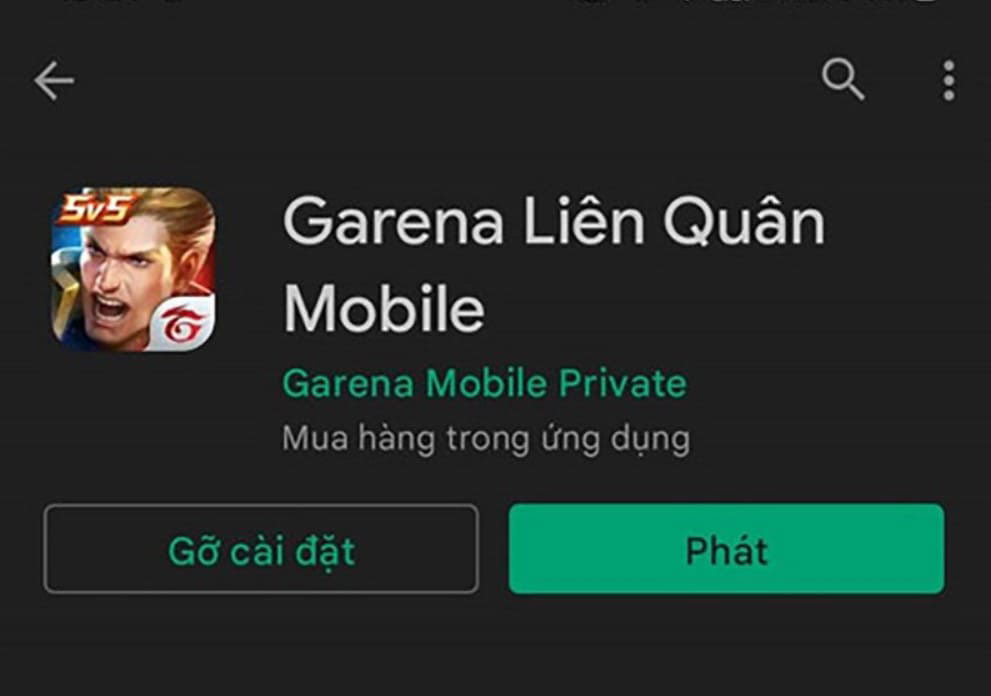 5v5
Garena Liên Quân
Mobile
Garena Mobile Private
Mua hàng trong ứng dụng
Gỡ cài đặt
Phát